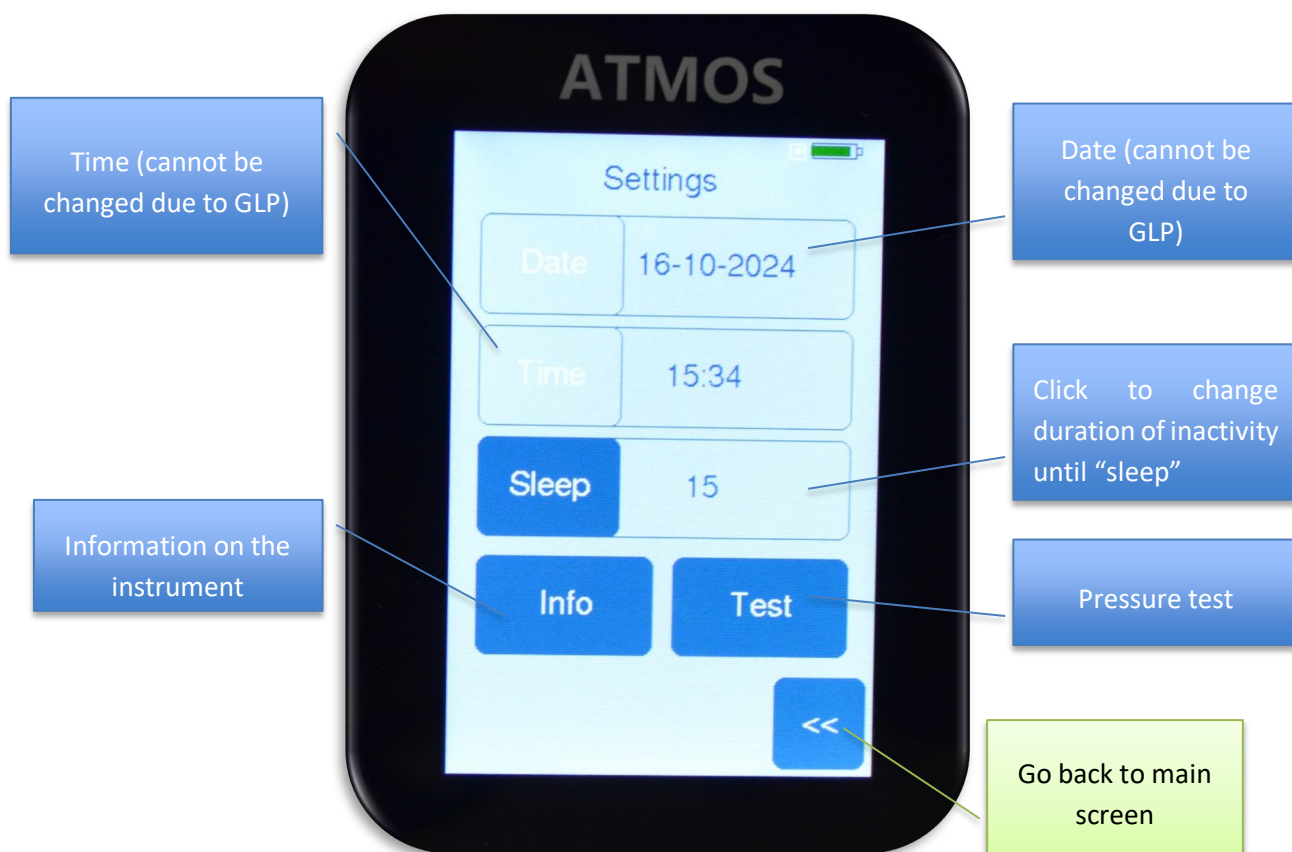 ATMOS
Time (cannot be
changed due to GLP)
Date (cannot be
changed due to
GLP)
Settings
Date
16-10-2024
Time
15:34
Click to change
duration of inactivity
until “sleep”
Sleep
15
Information on the
instrument
Info
Test
Pressure test
<<
Go back to main
screen